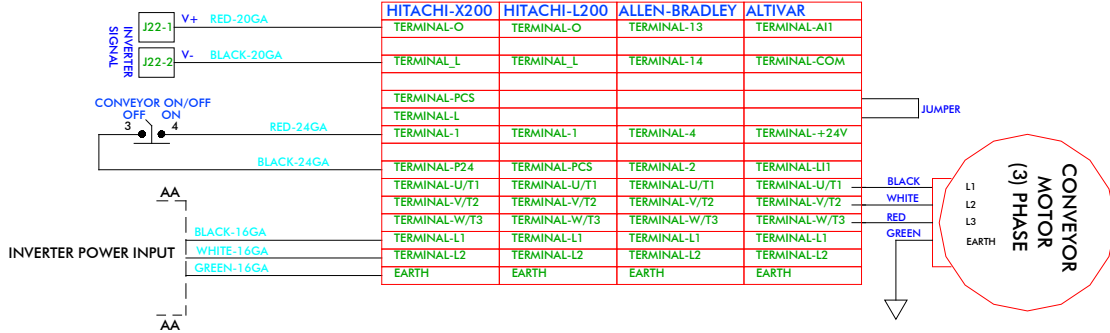 HITACHI-X200 HITACHI-L200 ALLEN-BRADLEY ALTIVAR
J22-1 V+ RED-20GA TERMINAL-O TERMINAL-O TERMINAL-13 TERMINAL-AI1
INVERTER
SIGNAL
J22-2 V- BLACK-20GA TERMINAL_L TERMINAL_L TERMINAL-14 TERMINAL-COM
TERMINAL-PCS
JUMPER
TERMINAL-L
CONVEYOR ON/OFF
OFF ON
3 4 RED-24GA TERMINAL-1 TERMINAL-1 TERMINAL-4 TERMINAL-+24V
BLACK-24GA TERMINAL-P24 TERMINAL-PCS TERMINAL-2 TERMINAL-LI1
TERMINAL-U/T1 TERMINAL-U/T1 TERMINAL-U/T1 TERMINAL-U/T1 BLACK L1
TERMINAL-V/T2 TERMINAL-V/T2 TERMINAL-V/T2 TERMINAL-V/T2 WHITE L2
TERMINAL-W/T3 TERMINAL-W/T3 TERMINAL-W/T3 TERMINAL-W/T3 RED L3
GREEN EARTH
CONVEYOR
MOTOR
(3) PHASE
AA
INVERTER POWER INPUT
BLACK-16GA TERMINAL-L1 TERMINAL-L1 TERMINAL-L1 TERMINAL-L1
WHITE-16GA TERMINAL-L2 TERMINAL-L2 TERMINAL-L2 TERMINAL-L2
GREEN-16GA EARTH EARTH EARTH EARTH
AA